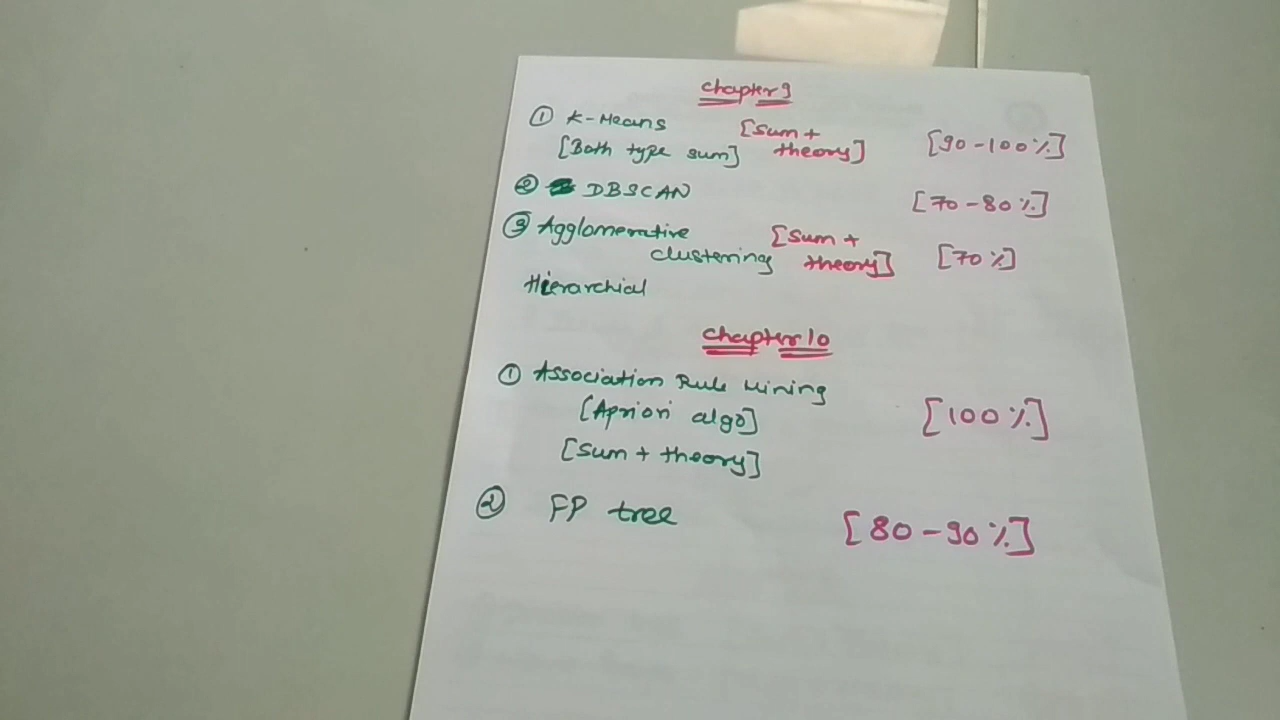 Chapter 9
① K-Means [Sum + theory] [90-100%]
[Both type sum]
② DBSCAN [70-80%]
③ Agglomerative clustering [Sum + theory] [70%]
Hierarchial
Chapter 10
① Association Rule Mining
[Apriori algo] [100%]
[Sum + theory]
② FP tree [80-90%]